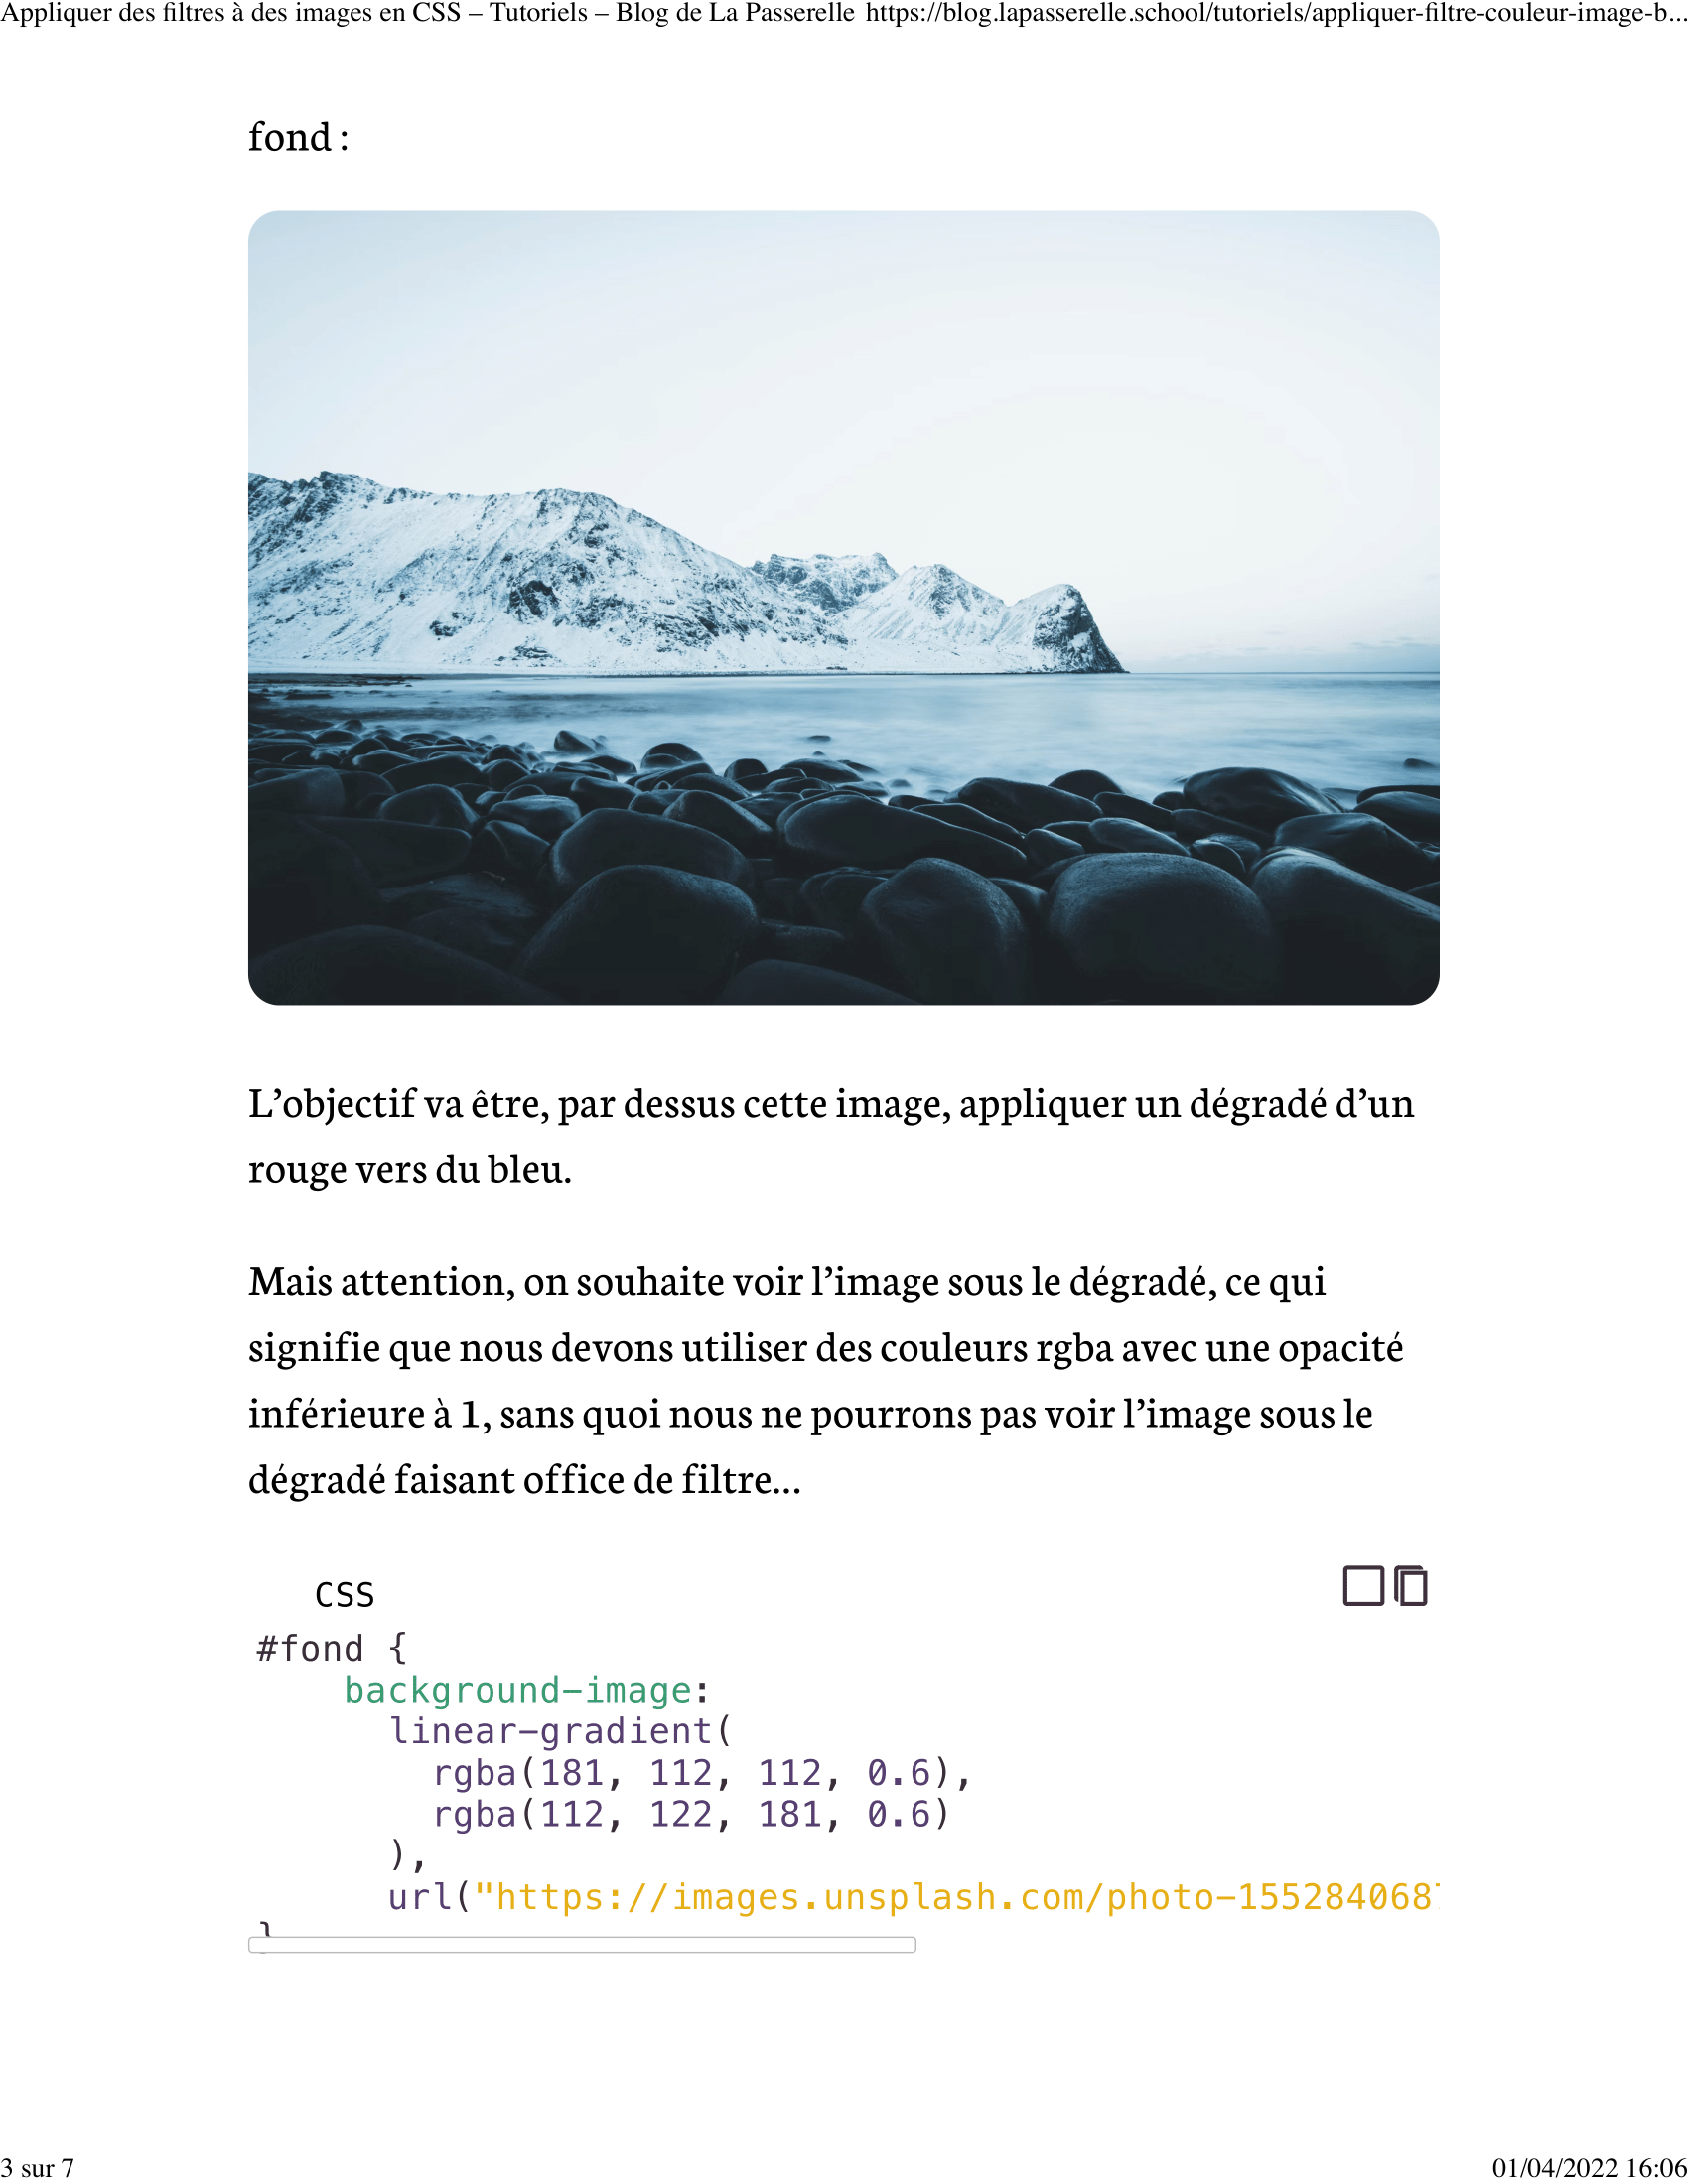 Appliquer des filtres à des images en CSS – Tutoriels – Blog de La Passerelle https://blog.lapasserelle.school/tutoriels/appliquer-filtre-couleur-image-b...
fond :
L’objectif va être, par dessus cette image, appliquer un dégradé d’un
rouge vers du bleu.
Mais attention, on souhaite voir l’image sous le dégradé, ce qui
signifie que nous devons utiliser des couleurs rgba avec une opacité
inférieure à 1, sans quoi nous ne pourrons pas voir l’image sous le
dégradé faisant office de filtre…
CSS
#fond {
background-image:
linear-gradient(
rgba(181, 112, 112, 0.6),
rgba(112, 122, 181, 0.6)
),
url("https://images.unsplash.com/photo-1552840687
}
3 sur 7
01/04/2022 16:06